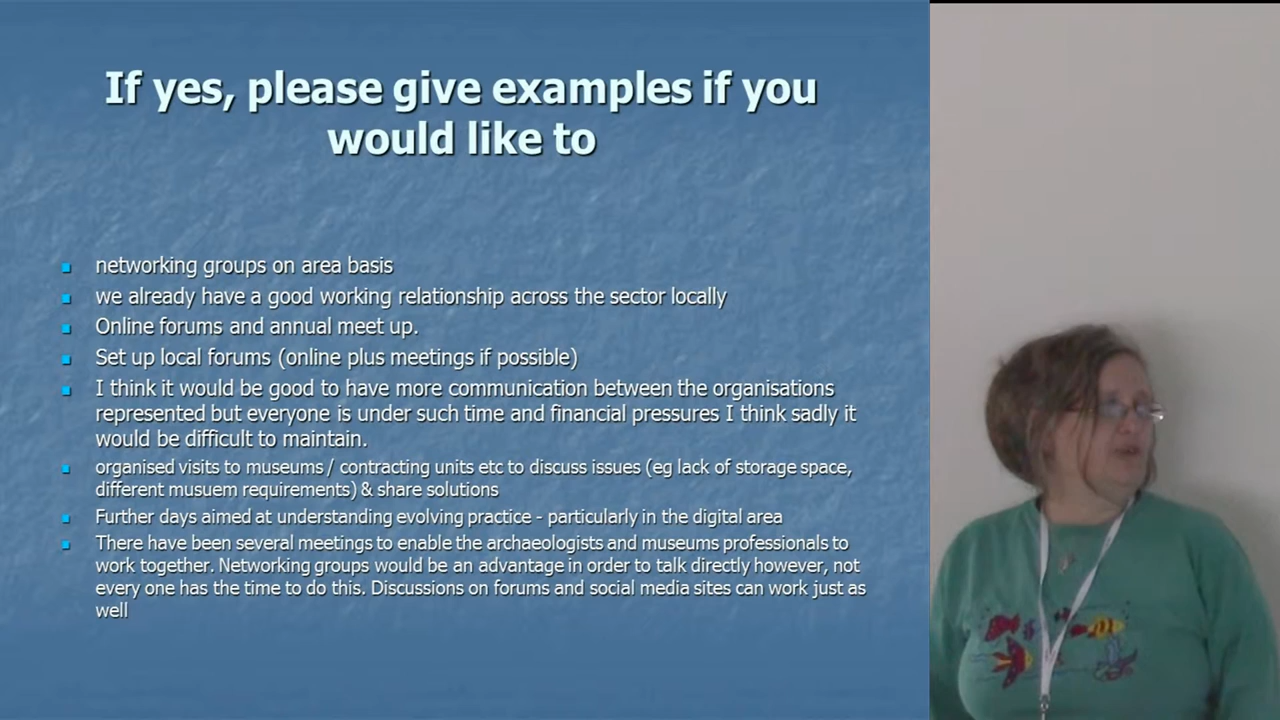 If yes, please give examples if you
would like to
networking groups on area basis
we already have a good working relationship across the sector locally
Online forums and annual meet up.
Set up local forums (online plus meetings if possible)
I think it would be good to have more communication between the organisations
represented but everyone is under such time and financial pressures I think sadly it
would be difficult to maintain.
organised visits to museums / contracting units etc to discuss issues (eg lack of storage space,
different musuem requirements) & share solutions
Further days aimed at understanding evolving practice - particularly in the digital area
There have been several meetings to enable the archaeologists and museums professionals to
work together. Networking groups would be an advantage in order to talk directly however, not
every one has the time to do this. Discussions on forums and social media sites can work just as
well